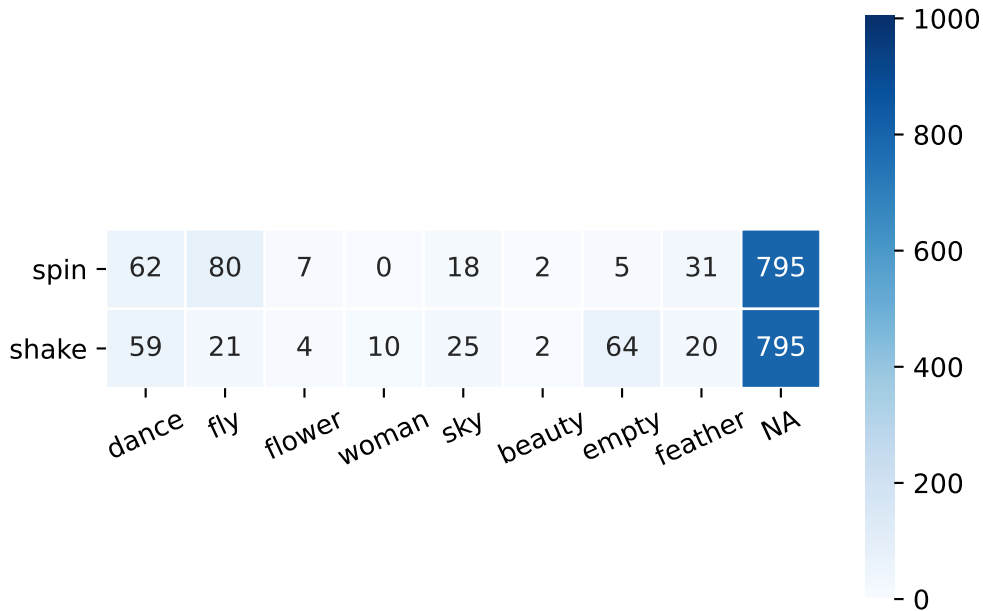 1000
800
600
400
200
0
spin 62 80 7 0 18 2 5 31 795
shake 59 21 4 10 25 2 64 20 795
dance fly flower woman sky beauty empty feather NA